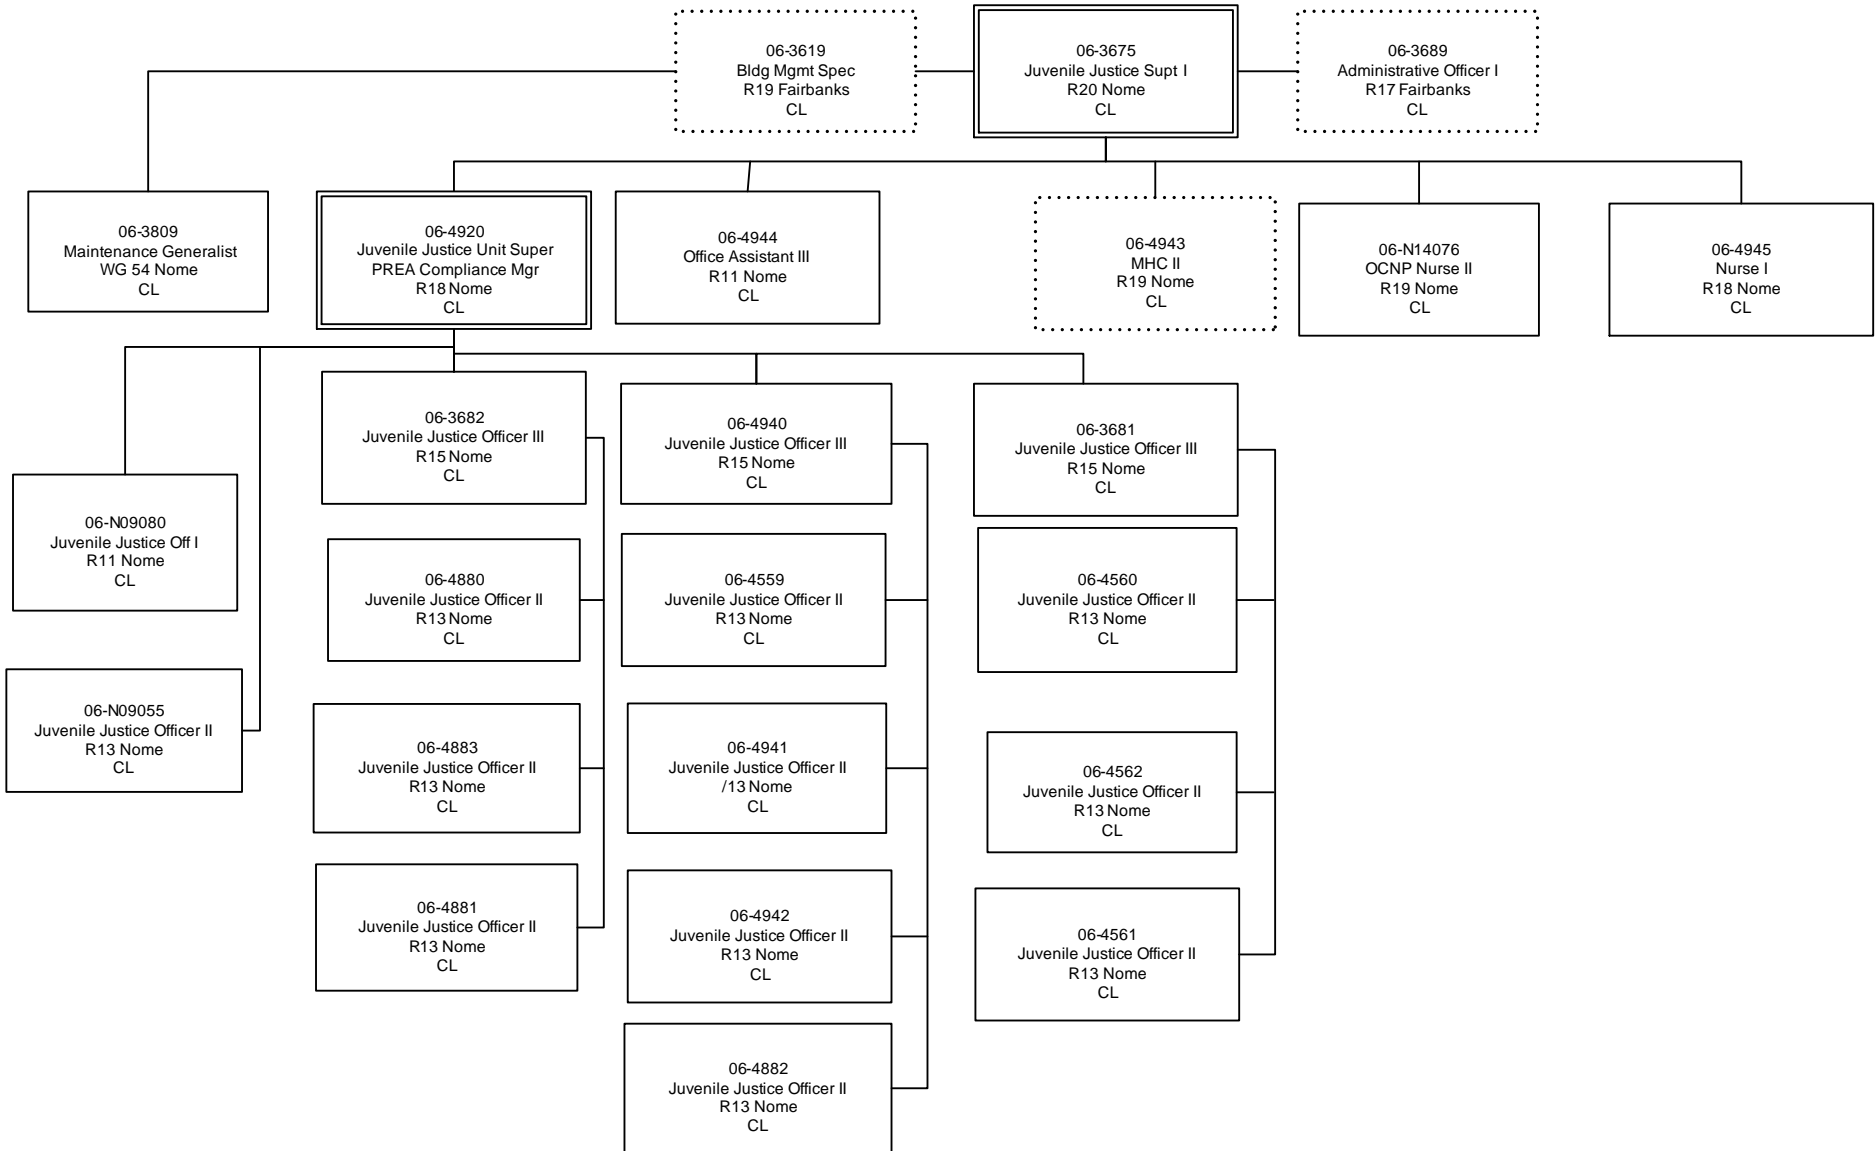 06-3619
Bldg Mgmt Spec
R19 Fairbanks
CL
06-3675
Juvenile Justice Supt I
R20 Nome
CL
06-3689
Administrative Officer I
R17 Fairbanks
CL
06-3809
Maintenance Generalist
WG 54 Nome
CL
06-4920
Juvenile Justice Unit Super
PREA Compliance Mgr
R18 Nome
CL
06-4944
Office Assistant III
R11 Nome
CL
06-4943
MHC II
R19 Nome
CL
06-N14076
OCNP Nurse II
R19 Nome
CL
06-4945
Nurse I
R18 Nome
CL
06-N09080
Juvenile Justice Off I
R11 Nome
CL
06-N09055
Juvenile Justice Officer II
R13 Nome
CL
06-3682
Juvenile Justice Officer III
R15 Nome
CL
06-4880
Juvenile Justice Officer II
R13 Nome
CL
06-4883
Juvenile Justice Officer II
R13 Nome
CL
06-4881
Juvenile Justice Officer II
R13 Nome
CL
06-4940
Juvenile Justice Officer III
R15 Nome
CL
06-4559
Juvenile Justice Officer II
R13 Nome
CL
06-4941
Juvenile Justice Officer II
/13 Nome
CL
06-4942
Juvenile Justice Officer II
R13 Nome
CL
06-4882
Juvenile Justice Officer II
R13 Nome
CL
06-3681
Juvenile Justice Officer III
R15 Nome
CL
06-4560
Juvenile Justice Officer II
R13 Nome
CL
06-4562
Juvenile Justice Officer II
R13 Nome
CL
06-4561
Juvenile Justice Officer II
R13 Nome
CL